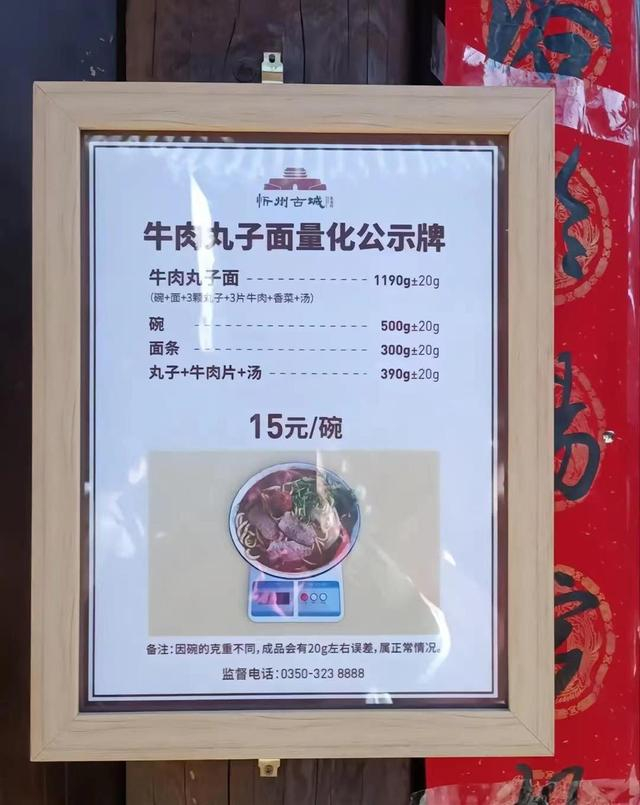 忻州古城
牛肉丸子面量化公示牌
牛肉丸子面 1190g±20g
(碗+面+3颗丸子+3片牛肉+香菜+汤)
碗 500g±20g
面条 300g±20g
丸子+牛肉片+汤 390g±20g
15元/碗
备注:因碗的克重不同,成品会有20g左右误差,属正常情况。
监督电话:0350-323 8888